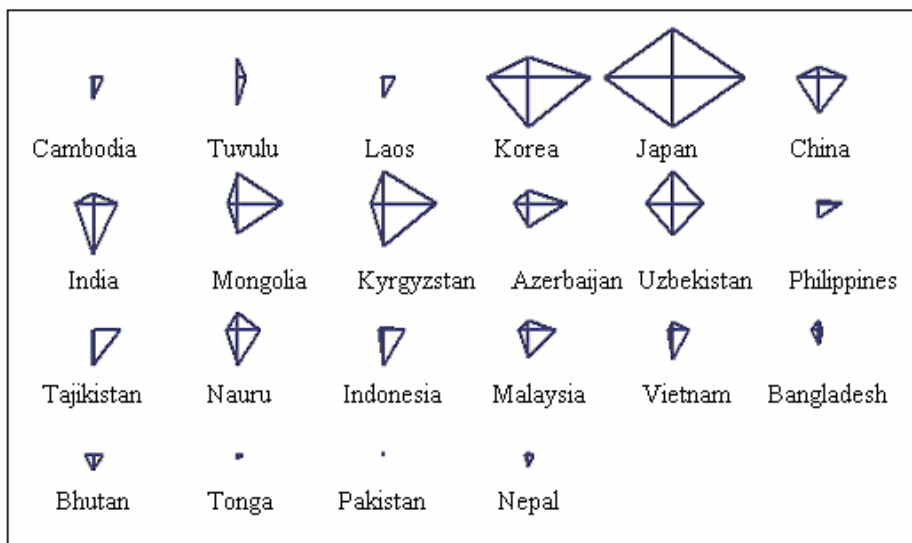 Cambodia Tuvulu Laos Korea Japan China
India Mongolia Kyrgyzstan Azerbaijan Uzbekistan Philippines
Tajikistan Nauru Indonesia Malaysia Vietnam Bangladesh
Bhutan Tonga Pakistan Nepal